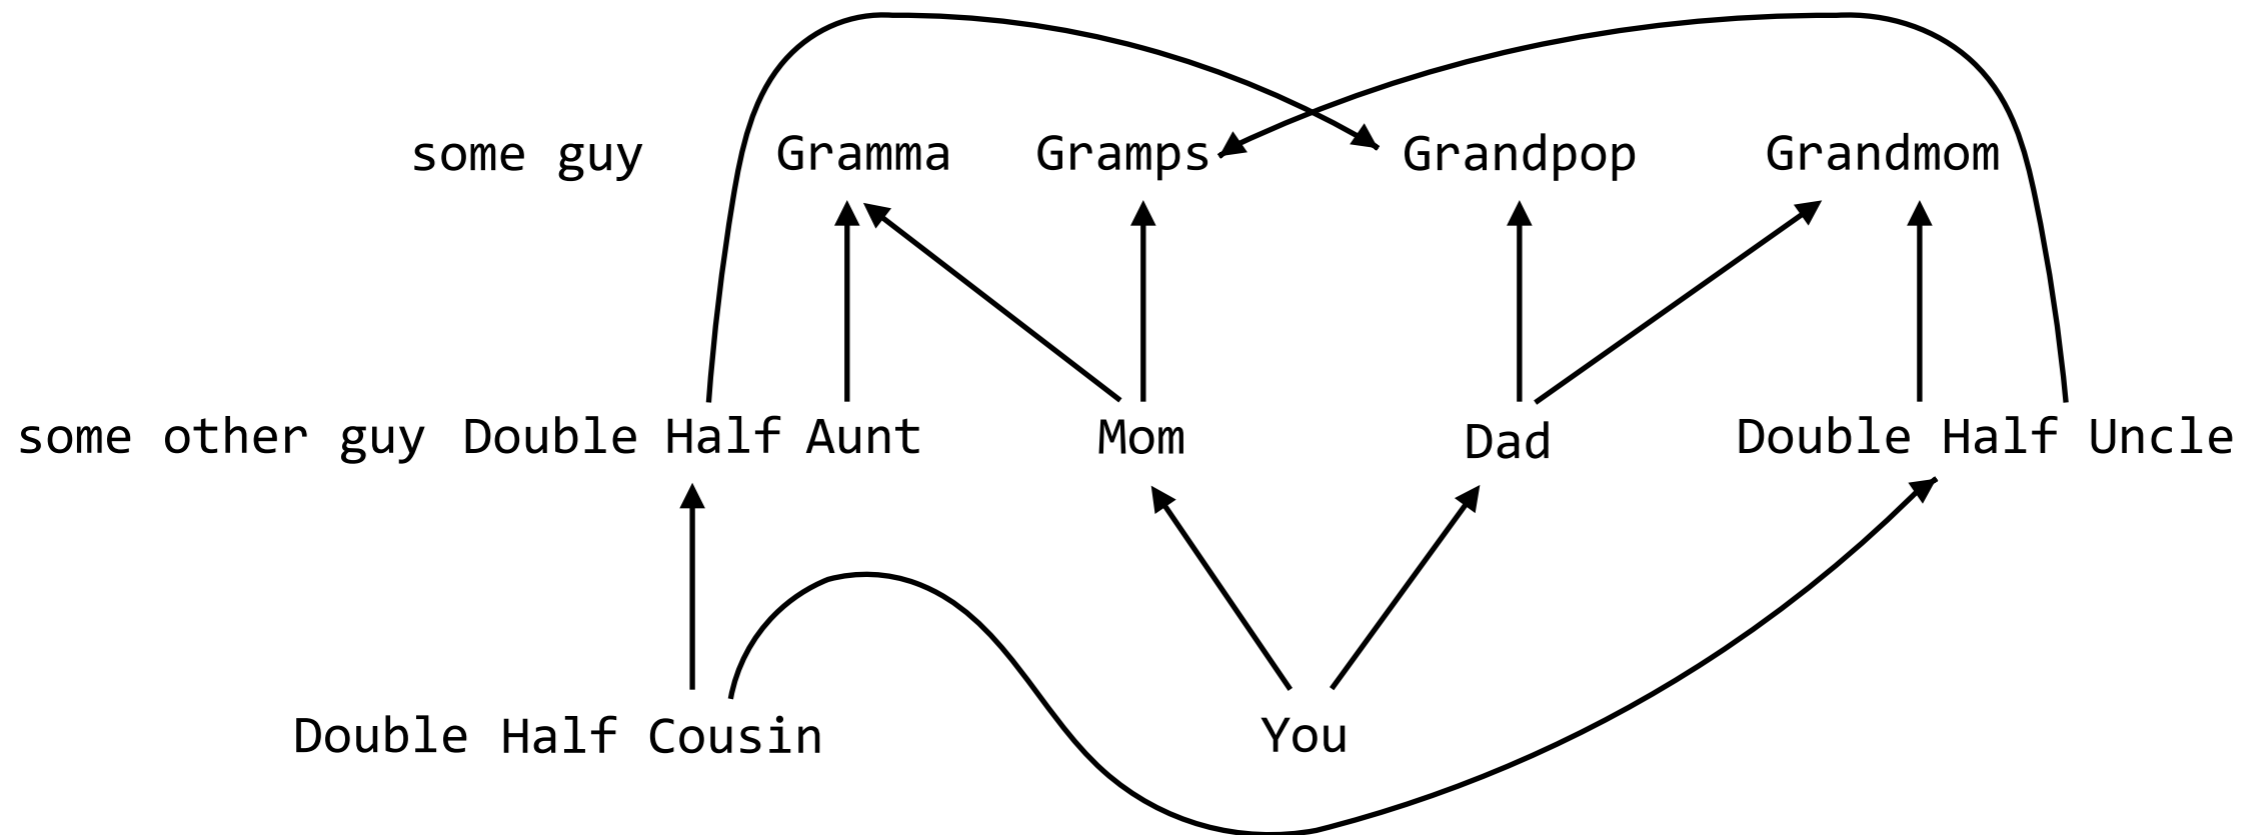 some guy Gramma Gramps Grandpop Grandmom
some other guy Double Half Aunt Mom Dad Double Half Uncle
Double Half Cousin You